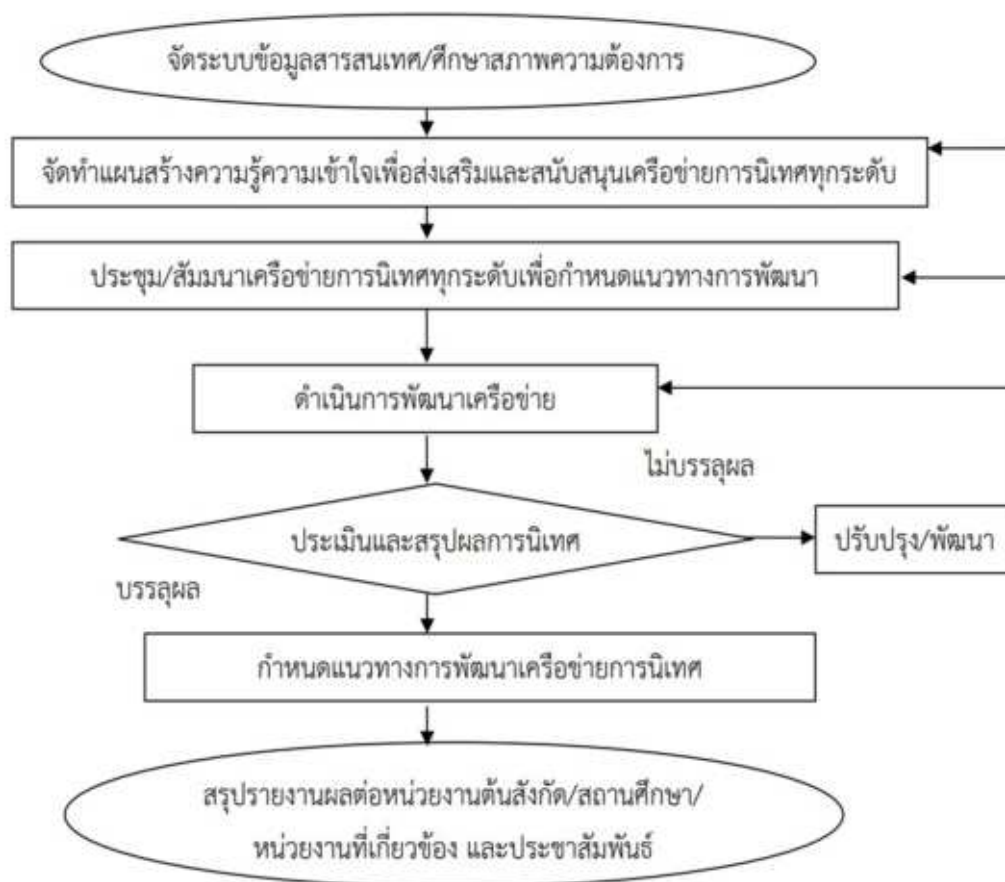 จัดระบบข้อมูลสารสนเทศ/ศึกษาสภาพความต้องการ
จัดทำแผนสร้างความรู้ความเข้าใจเพื่อส่งเสริมและสนับสนุนเครือข่ายการนิเทศทุกระดับ
ประชุม/สัมมนาเครือข่ายการนิเทศทุกระดับเพื่อกำหนดแนวทางการพัฒนา
ดำเนินการพัฒนาเครือข่าย
ไม่บรรลุผล
ประเมินและสรุปผลการนิเทศ
ปรับปรุง/พัฒนา
บรรลุผล
กำหนดแนวทางการพัฒนาเครือข่ายการนิเทศ
สรุปรายงานผลต่อหน่วยงานต้นสังกัด/สถานศึกษา/
หน่วยงานที่เกี่ยวข้อง และประชาสัมพันธ์